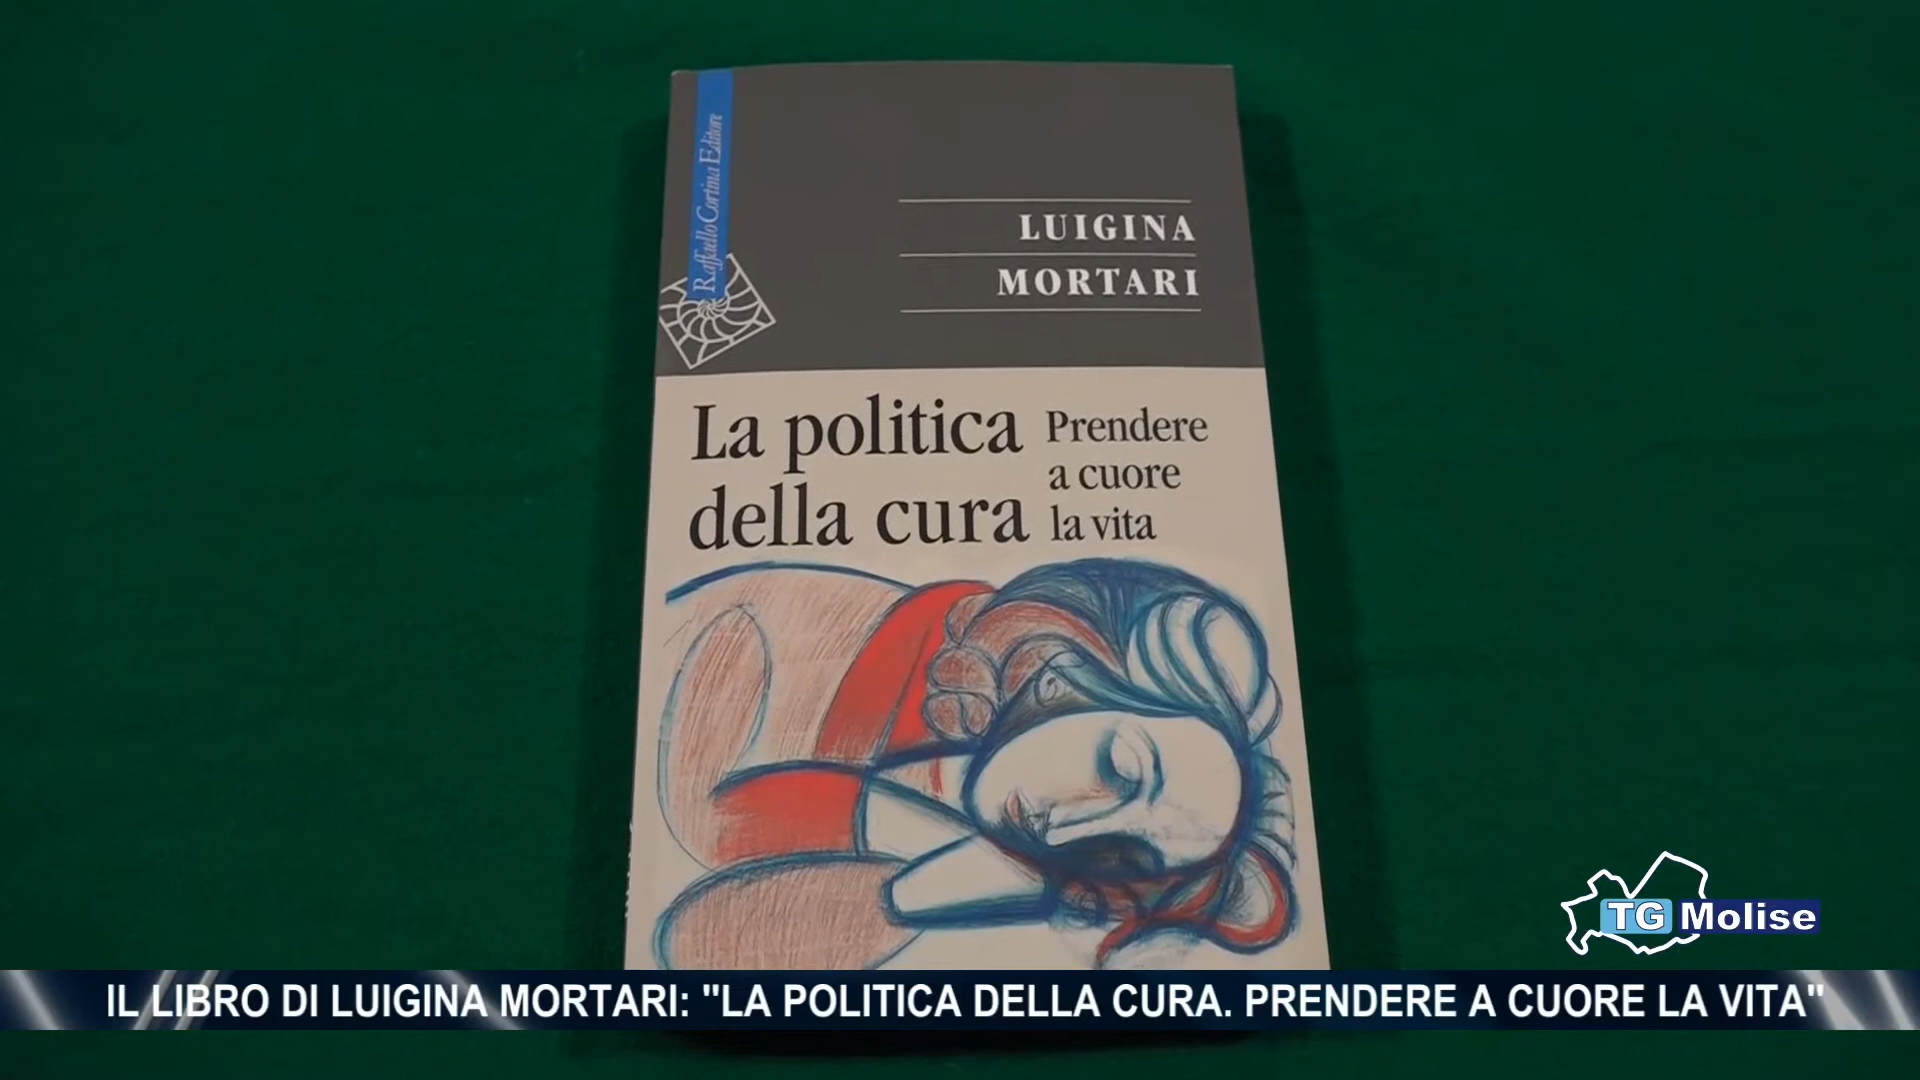 Raffaello Cortina Editore
LUIGINA
MORTARI
La politica
della cura
Prendere
a cuore
la vita
TG Molise
IL LIBRO DI LUIGINA MORTARI: "LA POLITICA DELLA CURA. PRENDERE A CUORE LA VITA"